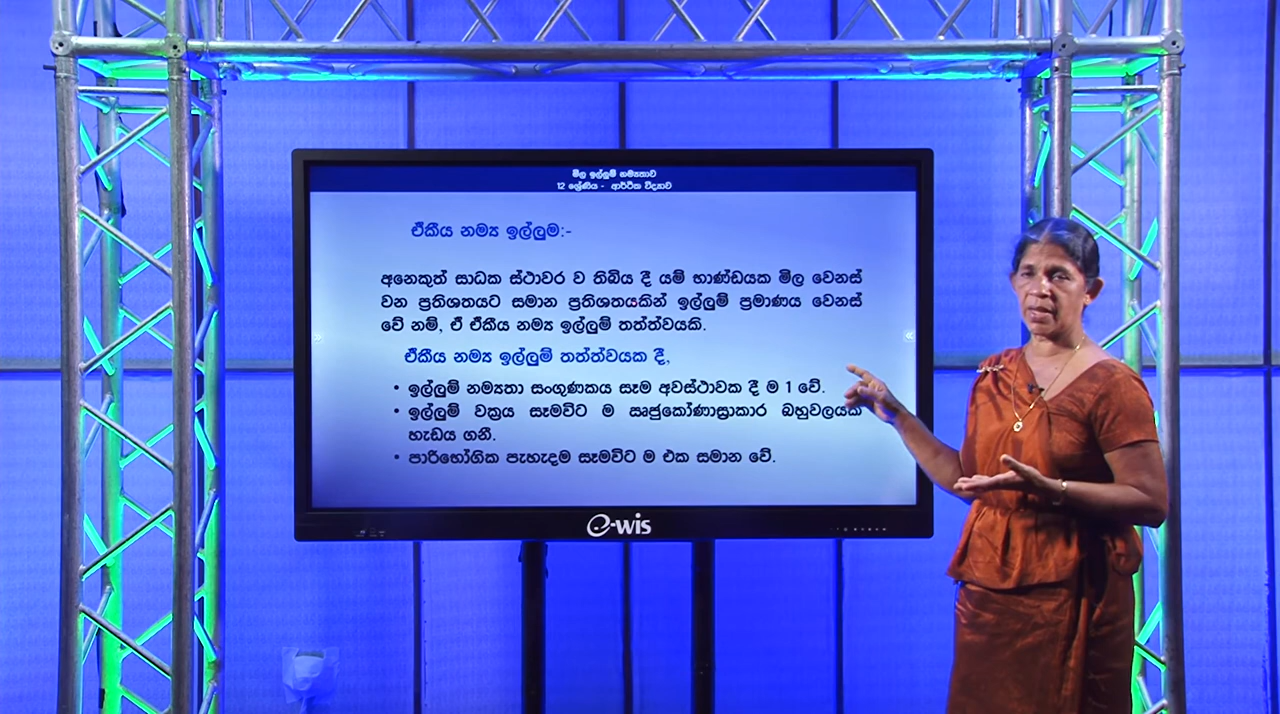 මිල ඉල්ලුම් නම්‍යතාව
12 ශ්‍රේණිය - ආර්ථික විද්‍යාව
ඒකීය නම්‍ය ඉල්ලුම:-
අනෙකුත් සාධක ස්ථාවර ව තිබිය දී යම් භාණ්ඩයක මිල වෙනස්
වන ප්‍රතිශතයට සමාන ප්‍රතිශතයකින් ඉල්ලුම් ප්‍රමාණය වෙනස්
වේ නම්, ඒ ඒකීය නම්‍ය ඉල්ලුම් තත්ත්වයකි.
ඒකීය නම්‍ය ඉල්ලුම් තත්ත්වයක දී,
• ඉල්ලුම් නම්‍යතා සංගුණකය සෑම අවස්ථාවක දී ම 1 වේ.
• ඉල්ලුම් වක්‍රය සෑමවිට ම ඍජුකෝණාස්‍රාකාර බහුවලයක
හැඩය ගනී.
• පාරිභෝගික පැහැදම සෑමවිට ම එක සමාන වේ.
e-wis